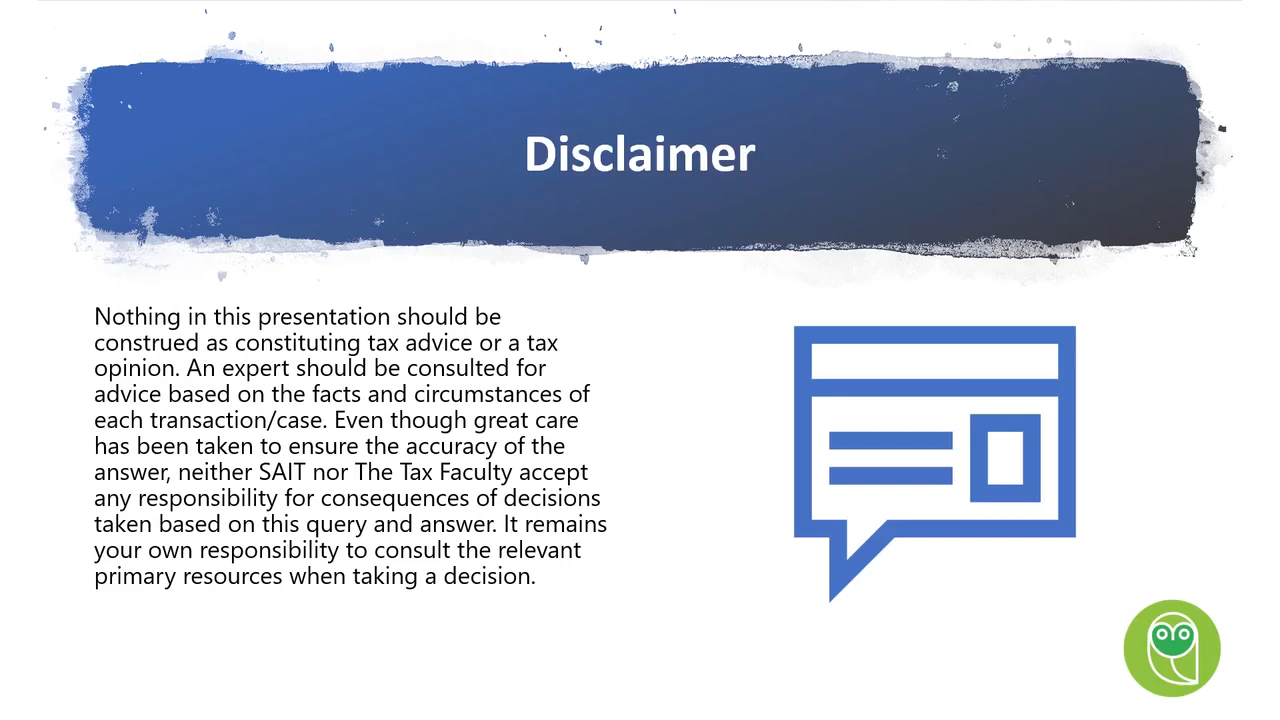 Disclaimer
Nothing in this presentation should be
construed as constituting tax advice or a tax
opinion. An expert should be consulted for
advice based on the facts and circumstances of
each transaction/case. Even though great care
has been taken to ensure the accuracy of the
answer, neither SAIT nor The Tax Faculty accept
any responsibility for consequences of decisions
taken based on this query and answer. It remains
your own responsibility to consult the relevant
primary resources when taking a decision.